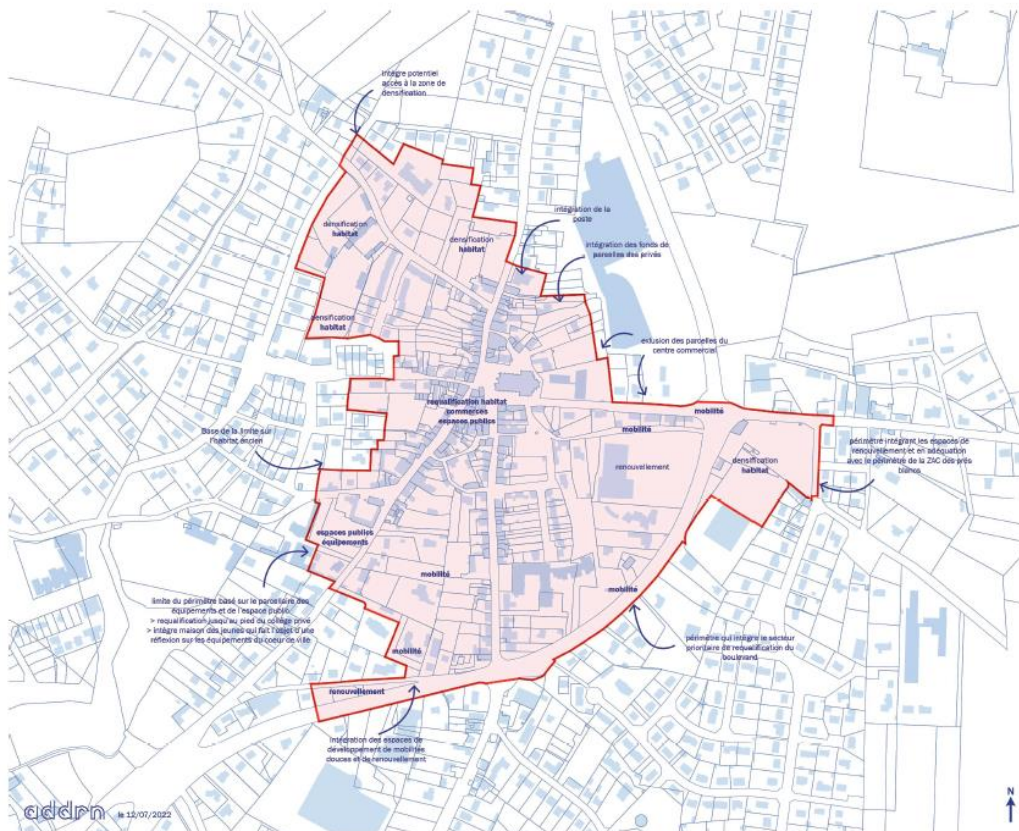 Intègre potentiel
accès à la zone de
densification
intégration de la
poste
densification
habitat
densification
habitat
intégration des fonds de
parcelles des privés
densification
habitat
exlusion des parcelles du
centre commercial
requalification habitat
commerces
espaces publics
mobilité
mobilité
Base de la limite sur
l'habitat ancien
renouvellement
densification
habitat
périmètre intégrant les espaces de
renouvellement et en adéquation
avec le périmètre de la ZAC des prés
blancs
espaces publics
équipements
mobilité
mobilité
limite du périmètre basé sur le parcellaire des
équipements et de l'espace public
> requalification jusqu'au pied du collège privé
> intègre maison des jeunes qui fait l'objet d'une
réflexion sur les équipements du coeur de ville
périmètre qui intègre le secteur
prioritaire de requalification du
boulevard
mobilité
renouvellement
Intégration des espaces de
développement de mobilités
douces et de renouvellement
addrn le 12/07/2022
N